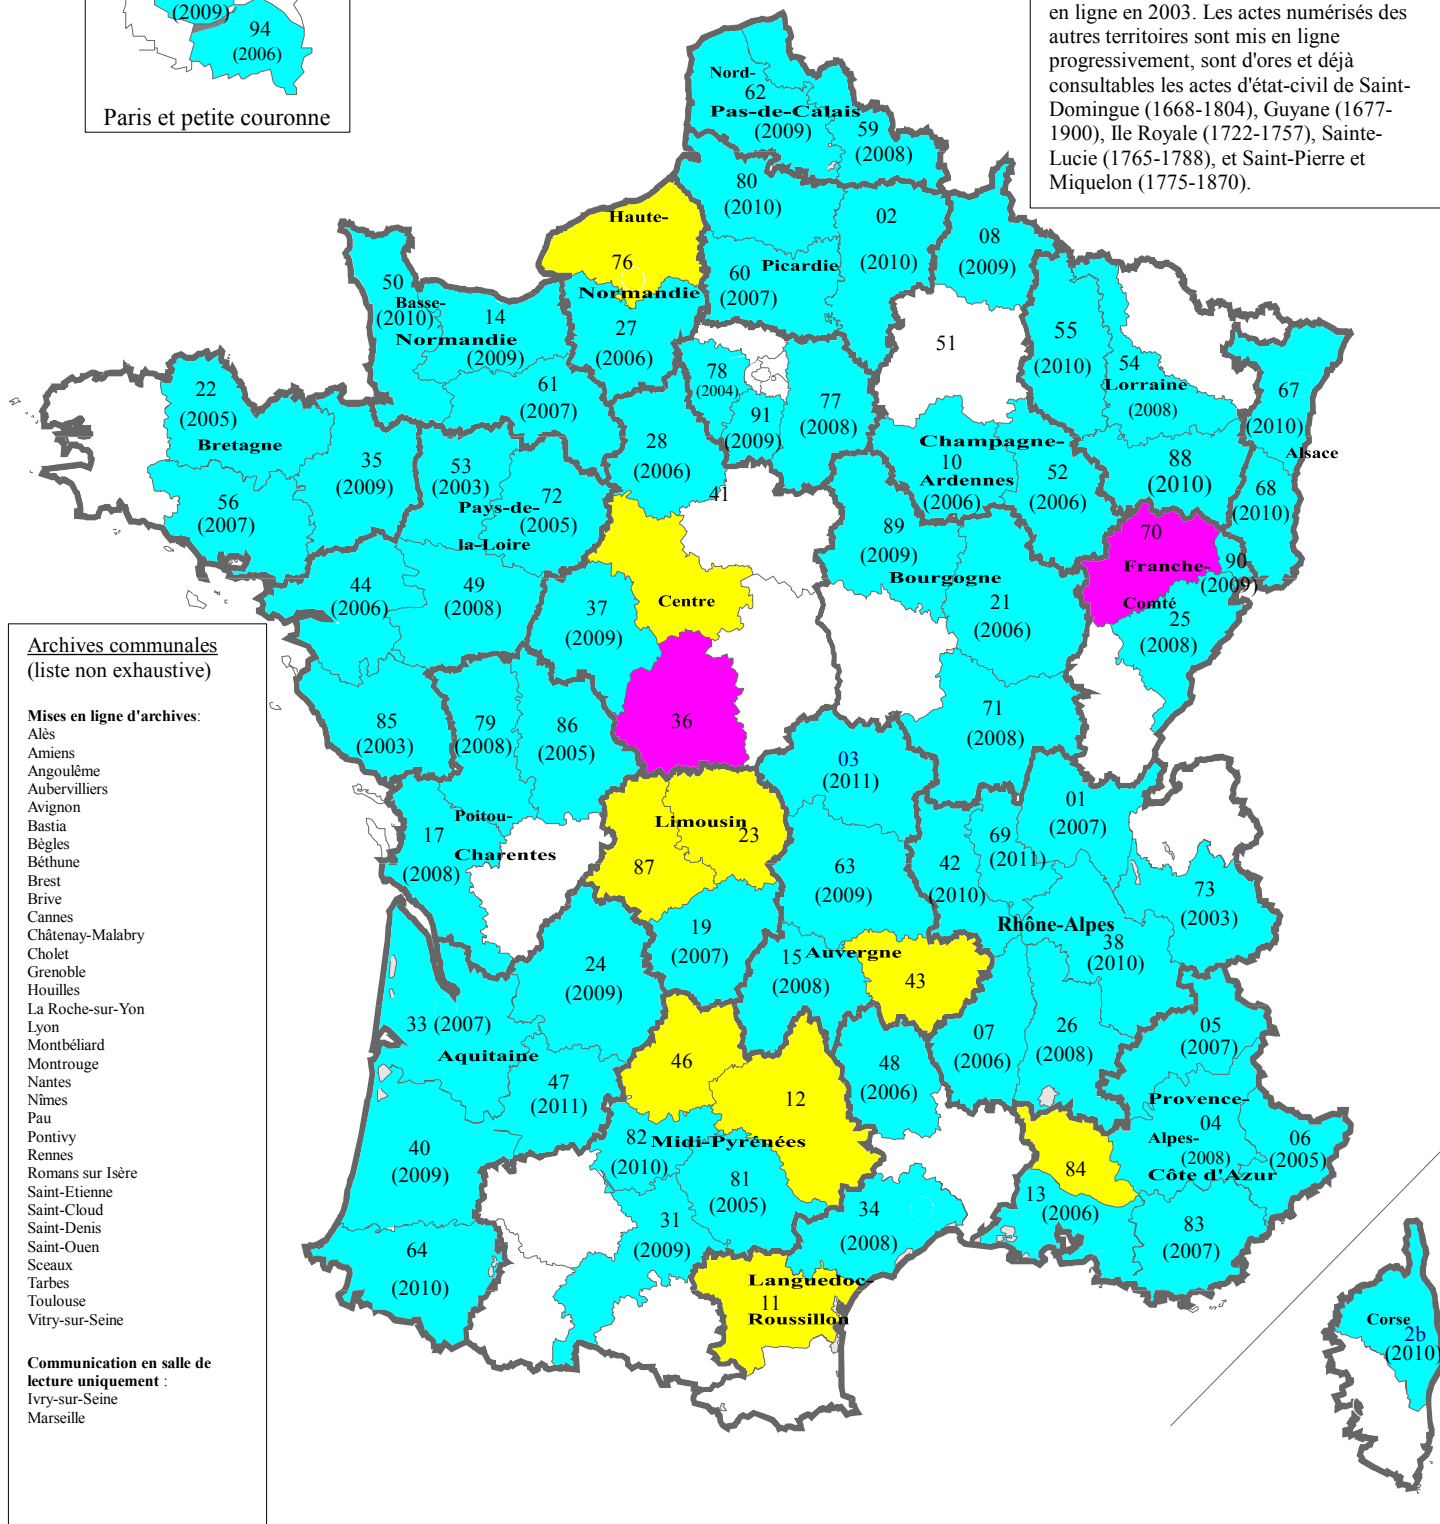 (2009)
94
(2006)
Paris et petite couronne
en ligne en 2003. Les actes numérisés des
autres territoires sont mis en ligne
progressivement, sont d'ores et déjà
consultables les actes d'état-civil de Saint-
Domingue (1668-1804), Guyane (1677-
1900), Ile Royale (1722-1757), Sainte-
Lucie (1765-1788), et Saint-Pierre et
Miquelon (1775-1870).
Nord-
62
Pas-de-Calais
(2009)
59
(2008)
80
(2010)
02
(2010)
08
(2009)
Haute-
76
Normandie
60
Picardie
(2007)
50
Basse-
(2010)
14
Normandie
(2009)
27
(2006)
51
55
(2010)
54
Lorraine
(2008)
67
(2010)
Alsace
78
(2004)
91
(2009)
77
(2008)
61
(2007)
22
(2005)
Bretagne
35
(2009)
56
(2007)
53
(2003)
72
Pays-de-
(2005)
la-Loire
28
(2006)
41
Champagne-
10
Ardennes
(2006)
52
(2006)
88
(2010)
68
(2010)
89
(2009)
Bourgogne
21
(2006)
70
Franche-
Comté
90
(2009)
25
(2008)
44
(2006)
49
(2008)
37
(2009)
Centre
36
85
(2003)
79
(2008)
86
(2005)
71
(2008)
03
(2011)
Limousin
23
87
Poitou-
17
Charentes
(2008)
63
(2009)
42
(2010)
69
(2011)
01
(2007)
73
(2003)
Rhône-Alpes
38
(2010)
19
(2007)
15
Auvergne
(2008)
43
24
(2009)
33 (2007)
Aquitaine
47
(2011)
46
12
48
(2006)
07
(2006)
26
(2008)
05
(2007)
Provence-
04
Alpes-
(2008)
Côte d'Azur
06
(2005)
84
13
(2006)
83
(2007)
40
(2009)
82
Midi-Pyrénées
(2010)
81
(2005)
31
(2009)
34
(2008)
64
(2010)
Languedoc-
11
Roussillon
Corse
2b
(2010)
Archives communales
(liste non exhaustive)
Mises en ligne d'archives:
Alès
Amiens
Angoulême
Aubervilliers
Avignon
Bastia
Bègles
Béthune
Brest
Brive
Cannes
Châtenay-Malabry
Cholet
Grenoble
Houilles
La Roche-sur-Yon
Lyon
Montbéliard
Montrouge
Nantes
Nîmes
Pau
Pontivy
Rennes
Romans sur Isère
Saint-Etienne
Saint-Cloud
Saint-Denis
Saint-Ouen
Sceaux
Tarbes
Toulouse
Vitry-sur-Seine
Communication en salle de
lecture uniquement :
Ivry-sur-Seine
Marseille